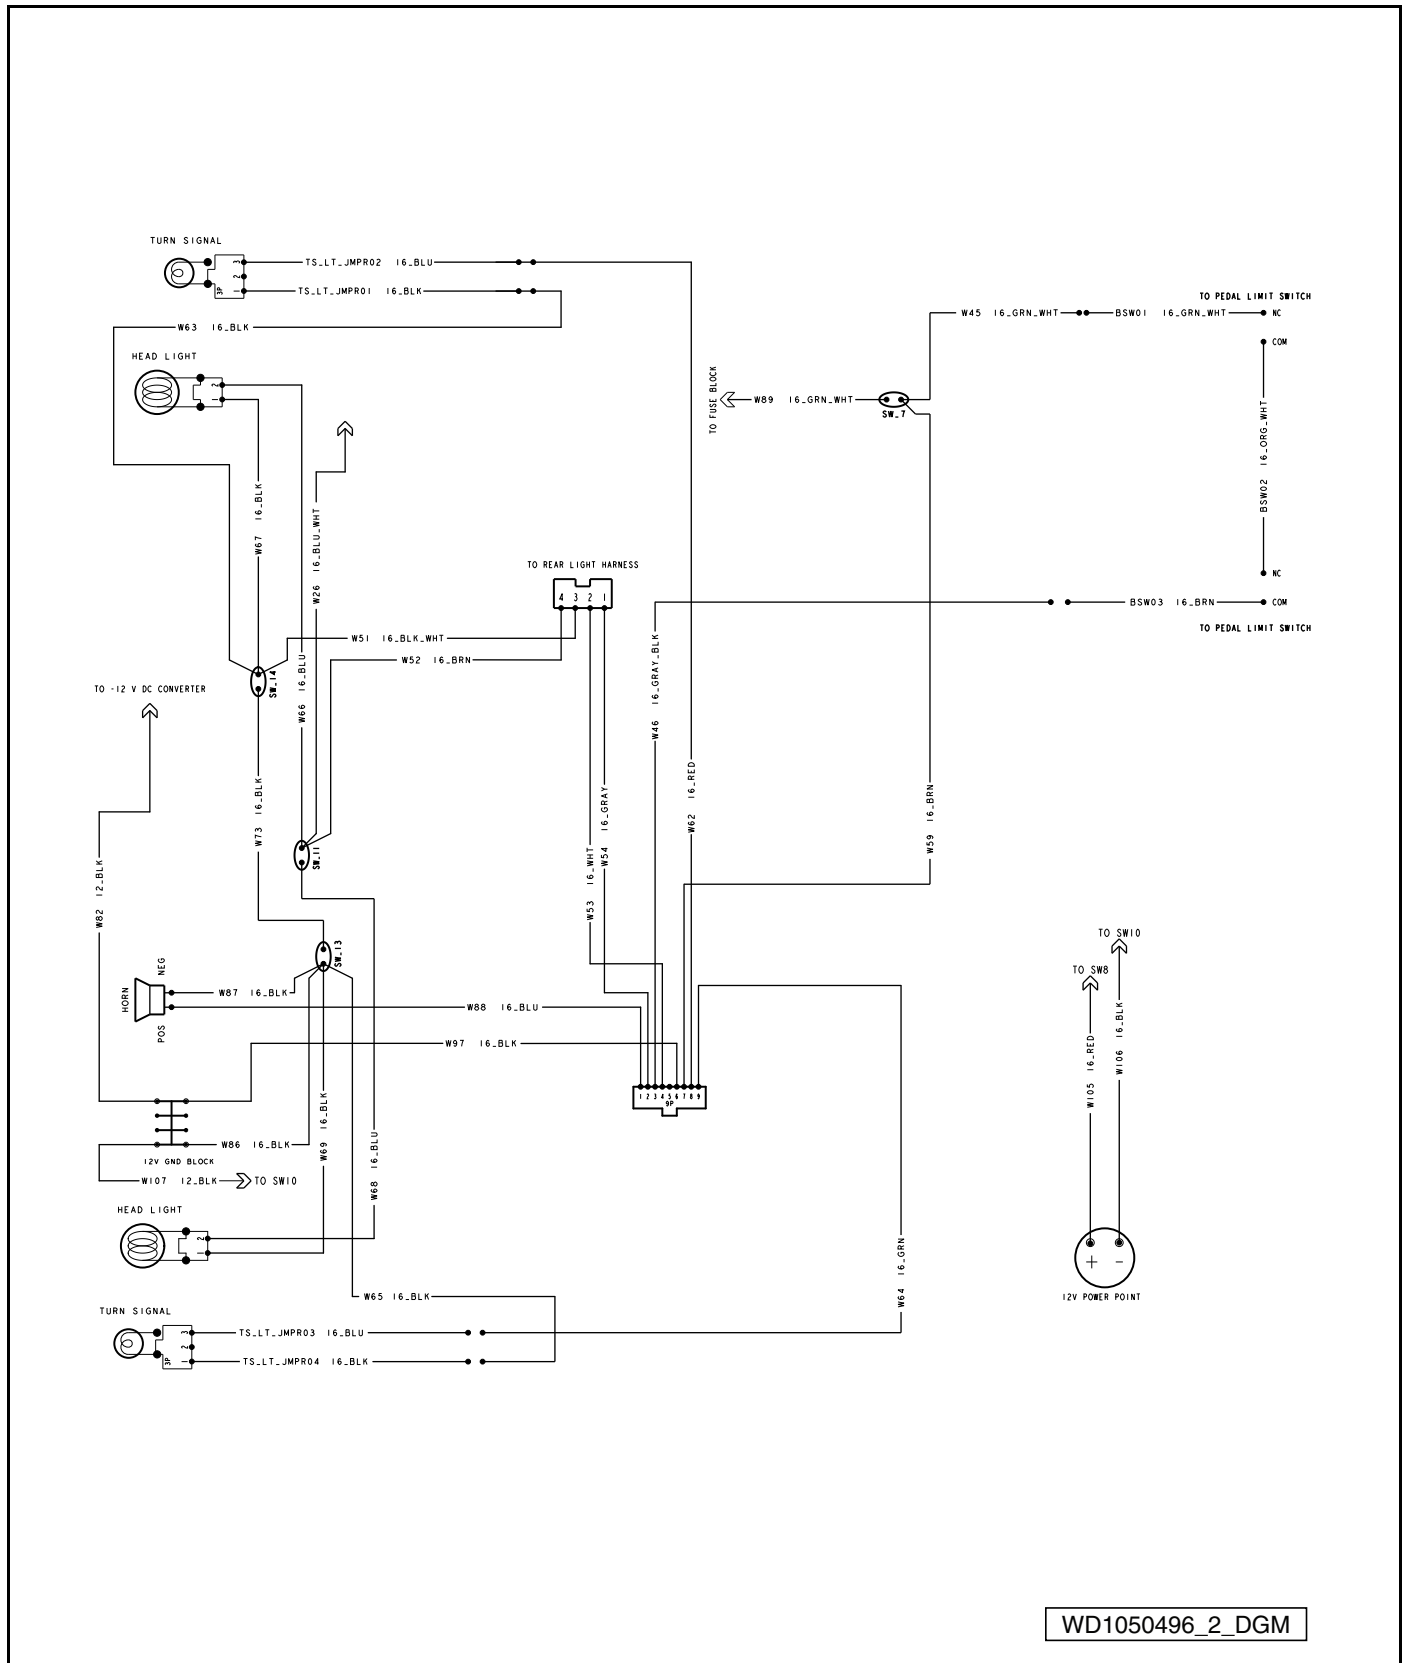 TURN SIGNAL
3P
3
2
1
TS_LT_JMPR02 16_BLU
TS_LT_JMPR01 16_BLK
W63 16_BLK
TO PEDAL LIMIT SWITCH
W45 16_GRN_WHT
BSW01 16_GRN_WHT
NC
COM
HEAD LIGHT
2
1
TO FUSE BLOCK
W89 16_GRN_WHT
SW_7
BSW02 16_ORG_WHT
W67 16_BLK
W26 16_BLU_WHT
TO REAR LIGHT HARNESS
4 3 2 1
NC
BSW03 16_BRN
COM
TO PEDAL LIMIT SWITCH
W51 16_BLK_WHT
W52 16_BRN
W46 16_GRAY_BLK
SW_14
W66 16_BLU
TO -12 V DC CONVERTER
W73 16_BLK
W54 16_GRAY
W62 16_RED
W59 16_BRN
SW_11
W82 12_BLK
W53 16_WHT
SW_13
TO SW10
TO SW8
HORN
NEG
POS
W87 16_BLK
W88 16_BLU
W97 16_BLK
W105 16_RED
W106 16_BLK
1 2 3 4 5 6 7 8 9
9P
W86 16_BLK
W69 16_BLK
W68 16_BLU
12V GND BLOCK
W107 12_BLK
TO SW10
HEAD LIGHT
2
1
W64 16_GRN
+ -
12V POWER POINT
W65 16_BLK
TURN SIGNAL
3P
3
2
1
TS_LT_JMPR03 16_BLU
TS_LT_JMPR04 16_BLK
WD1050496_2_DGM